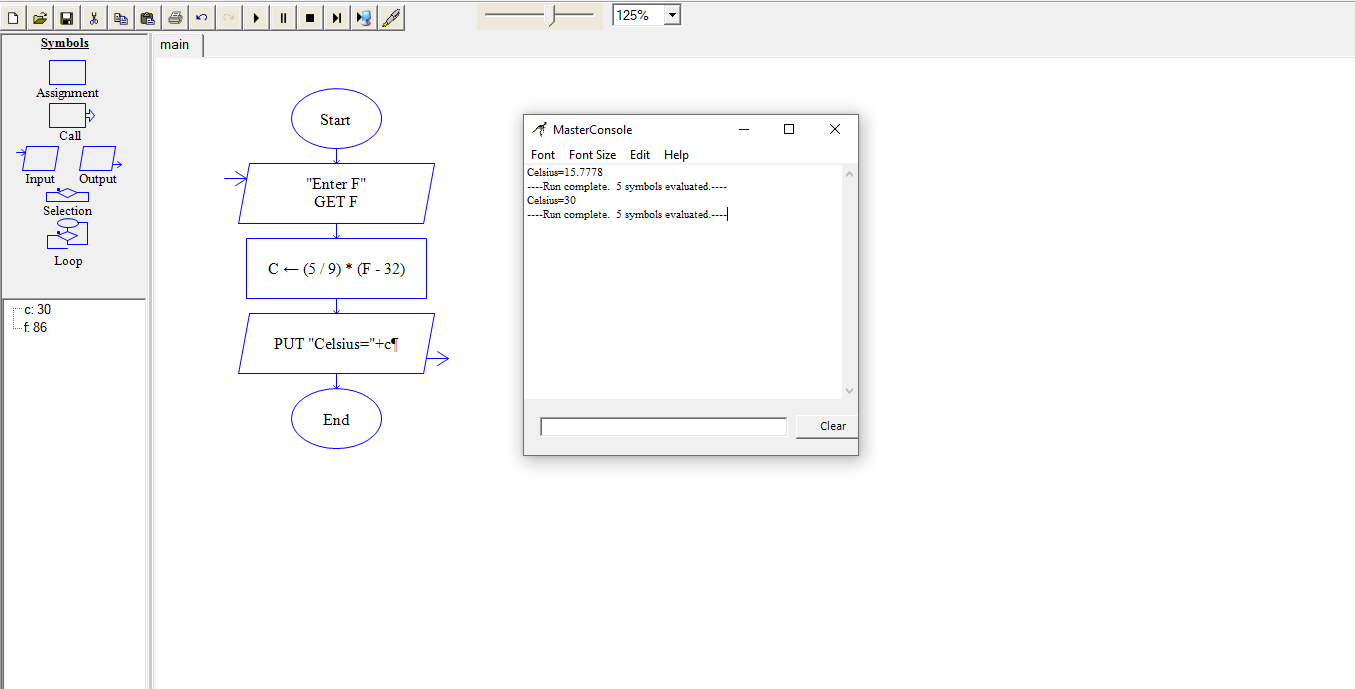 125%
Symbols
Assignment
Call
Input
Output
Selection
Loop
c: 30
f: 86
main
Start
"Enter F"
GET F
C ← (5 / 9) * (F - 32)
PUT "Celsius="+c¶
End
MasterConsole
Font Font Size Edit Help
Celsius=15.7778
----Run complete. 5 symbols evaluated.----
Celsius=30
----Run complete. 5 symbols evaluated.----
Clear